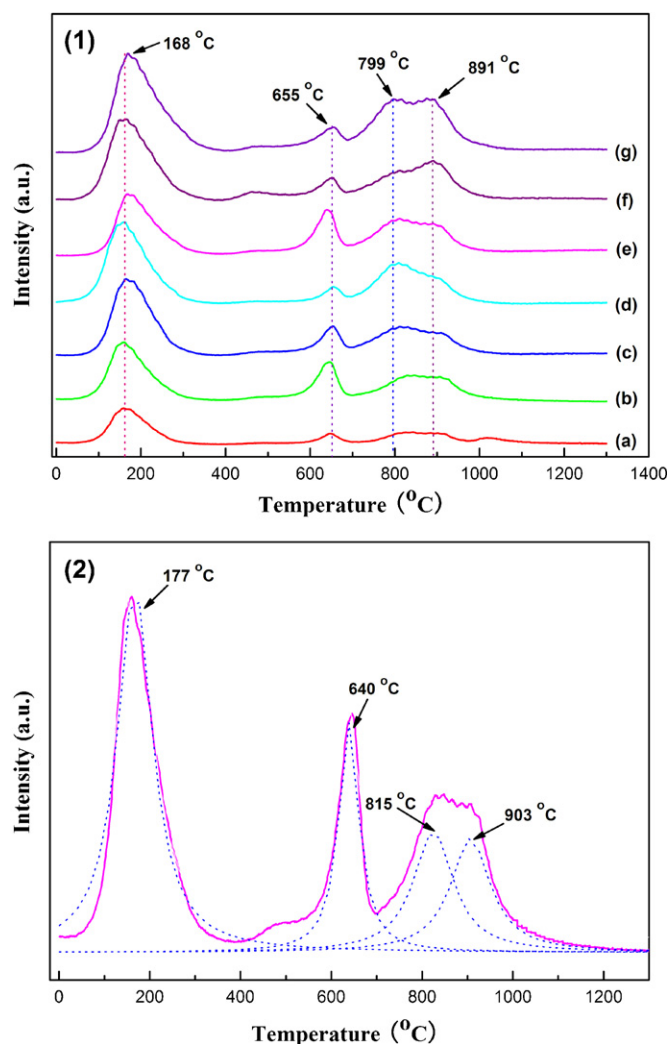 (1)
168 °C
655 °C
799 °C
891 °C
(g)
(f)
(e)
(d)
(c)
(b)
(a)
Intensity (a.u.)
0 200 400 600 800 1000 1200 1400
Temperature (°C)
(2)
177 °C
640 °C
815 °C
903 °C
Intensity (a.u.)
0 200 400 600 800 1000 1200
Temperature (°C)